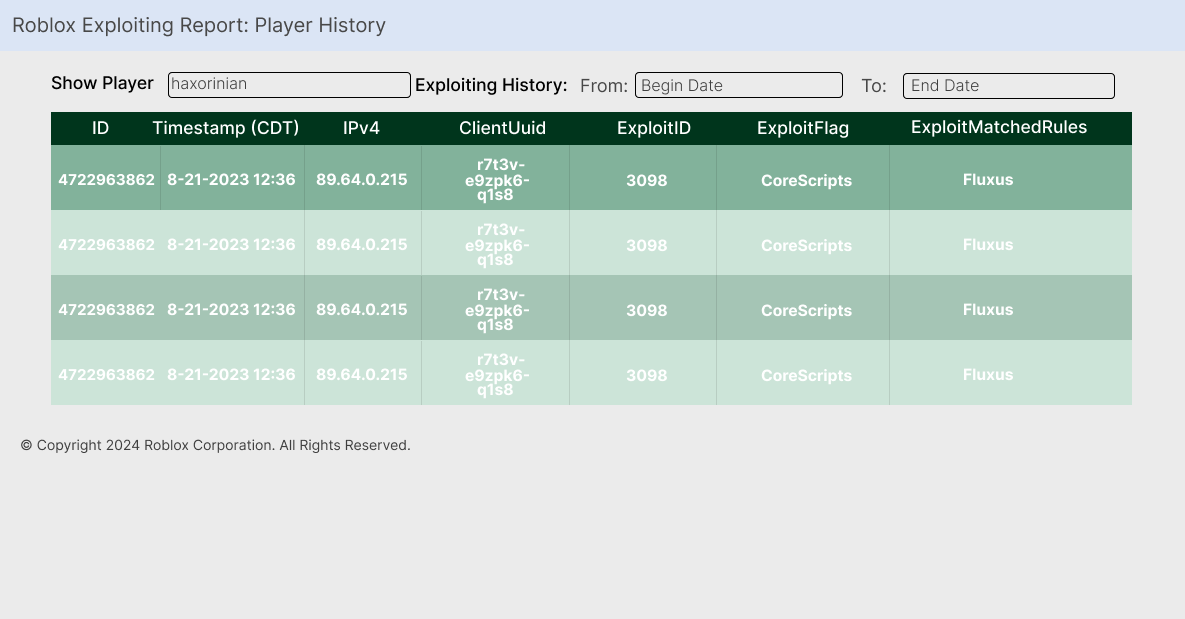 Roblox Exploiting Report: Player History
Show Player haxorinian Exploiting History: From: Begin Date To: End Date
ID Timestamp (CDT) IPv4 ClientUuid ExploitID ExploitFlag ExploitMatchedRules
4722963862 8-21-2023 12:36 89.64.0.215 r7t3v-
e9zpk6-
q1s8 3098 CoreScripts Fluxus
4722963862 8-21-2023 12:36 89.64.0.215 r7t3v-
e9zpk6-
q1s8 3098 CoreScripts Fluxus
4722963862 8-21-2023 12:36 89.64.0.215 r7t3v-
e9zpk6-
q1s8 3098 CoreScripts Fluxus
4722963862 8-21-2023 12:36 89.64.0.215 r7t3v-
e9zpk6-
q1s8 3098 CoreScripts Fluxus
© Copyright 2024 Roblox Corporation. All Rights Reserved.